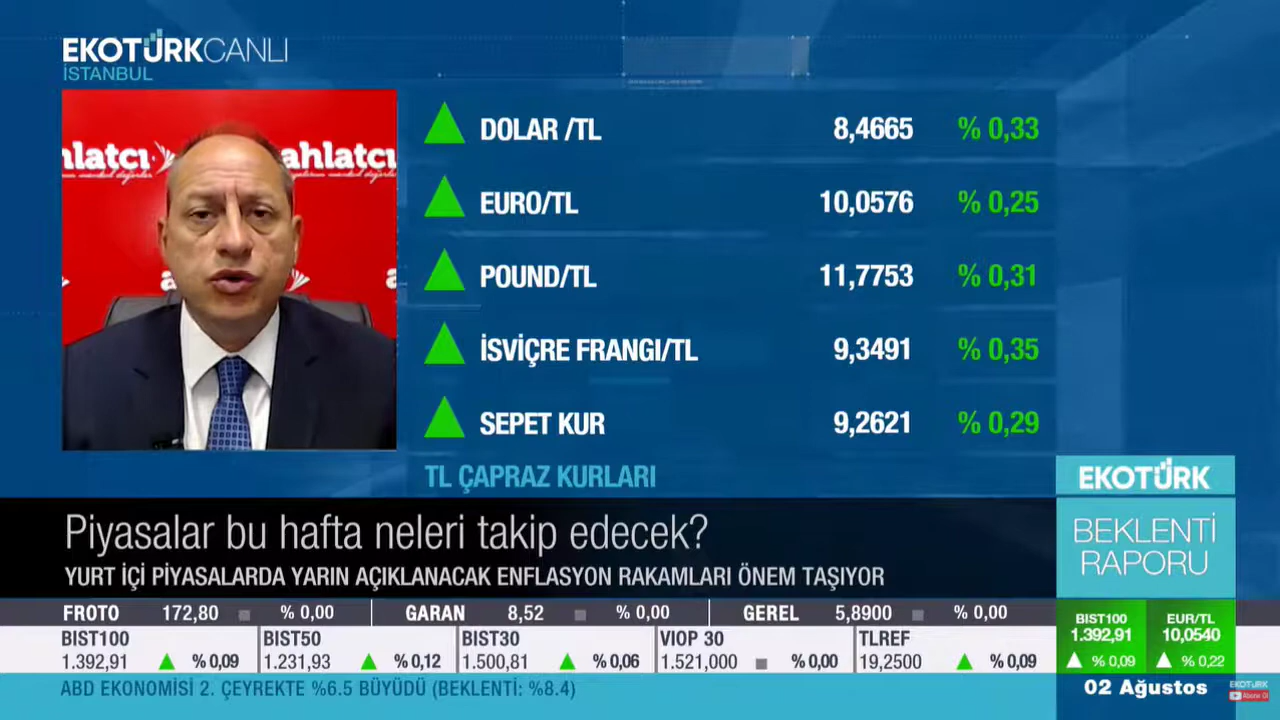 EKOTÜRK CANLI
İSTANBUL
ahlatcı
ahlatcı
DOLAR /TL 8,4665 % 0,33
EURO/TL 10,0576 % 0,25
POUND/TL 11,7753 % 0,31
İSVİÇRE FRANGI/TL 9,3491 % 0,35
SEPET KUR 9,2621 % 0,29
TL ÇAPRAZ KURLARI
EKOTÜRK
BEKLENTİ
RAPORU
Piyasalar bu hafta neleri takip edecek?
YURT İÇİ PİYASALARDA YARIN AÇIKLANACAK ENFLASYON RAKAMLARI ÖNEM TAŞIYOR
FROTO 172,80 % 0,00 GARAN 8,52 % 0,00 GEREL 5,8900 % 0,00
BIST100 BIST50 BIST30 VIOP 30 TLREF
1.392,91 % 0,09 1.231,93 % 0,12 1.500,81 % 0,06 1.521,000 % 0,00 19,2500 % 0,09
BIST100 EUR/TL
1.392,91 10,0540
% 0,09 % 0,22
ABD EKONOMİSİ 2. ÇEYREKTE %6.5 BÜYÜDÜ (BEKLENTİ: %8.4)
02 Ağustos
EKOTÜRK
Abone Ol